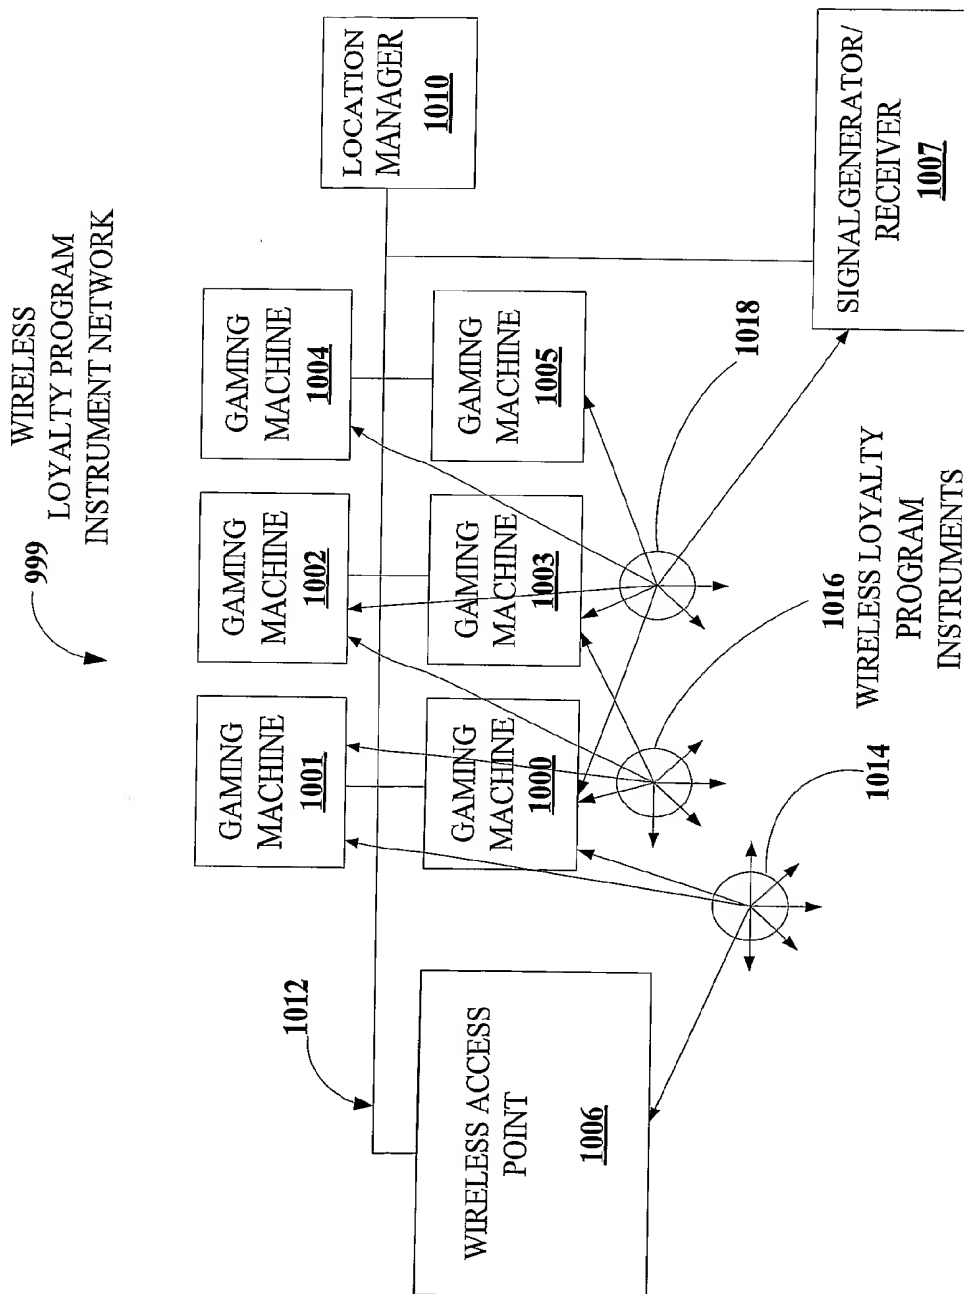 WIRELESS
LOYALTY PROGRAM
INSTRUMENT NETWORK
999
LOCATION
MANAGER
1010
GAMING
MACHINE
1001
GAMING
MACHINE
1002
GAMING
MACHINE
1004
1012
WIRELESS ACCESS
POINT
1006
GAMING
MACHINE
1000
GAMING
MACHINE
1003
GAMING
MACHINE
1005
1018
SIGNALGENERATOR/
RECEIVER
1007
1014
1016
WIRELESS LOYALTY
PROGRAM
INSTRUMENTS